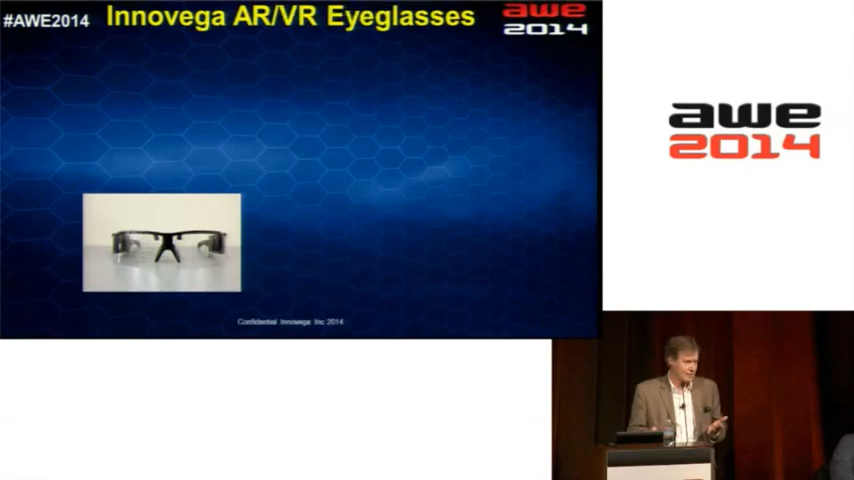 #AWE2014
Innovega AR/VR Eyeglasses
awe
2014
awe
2014
Confidential Innovega Inc 2014